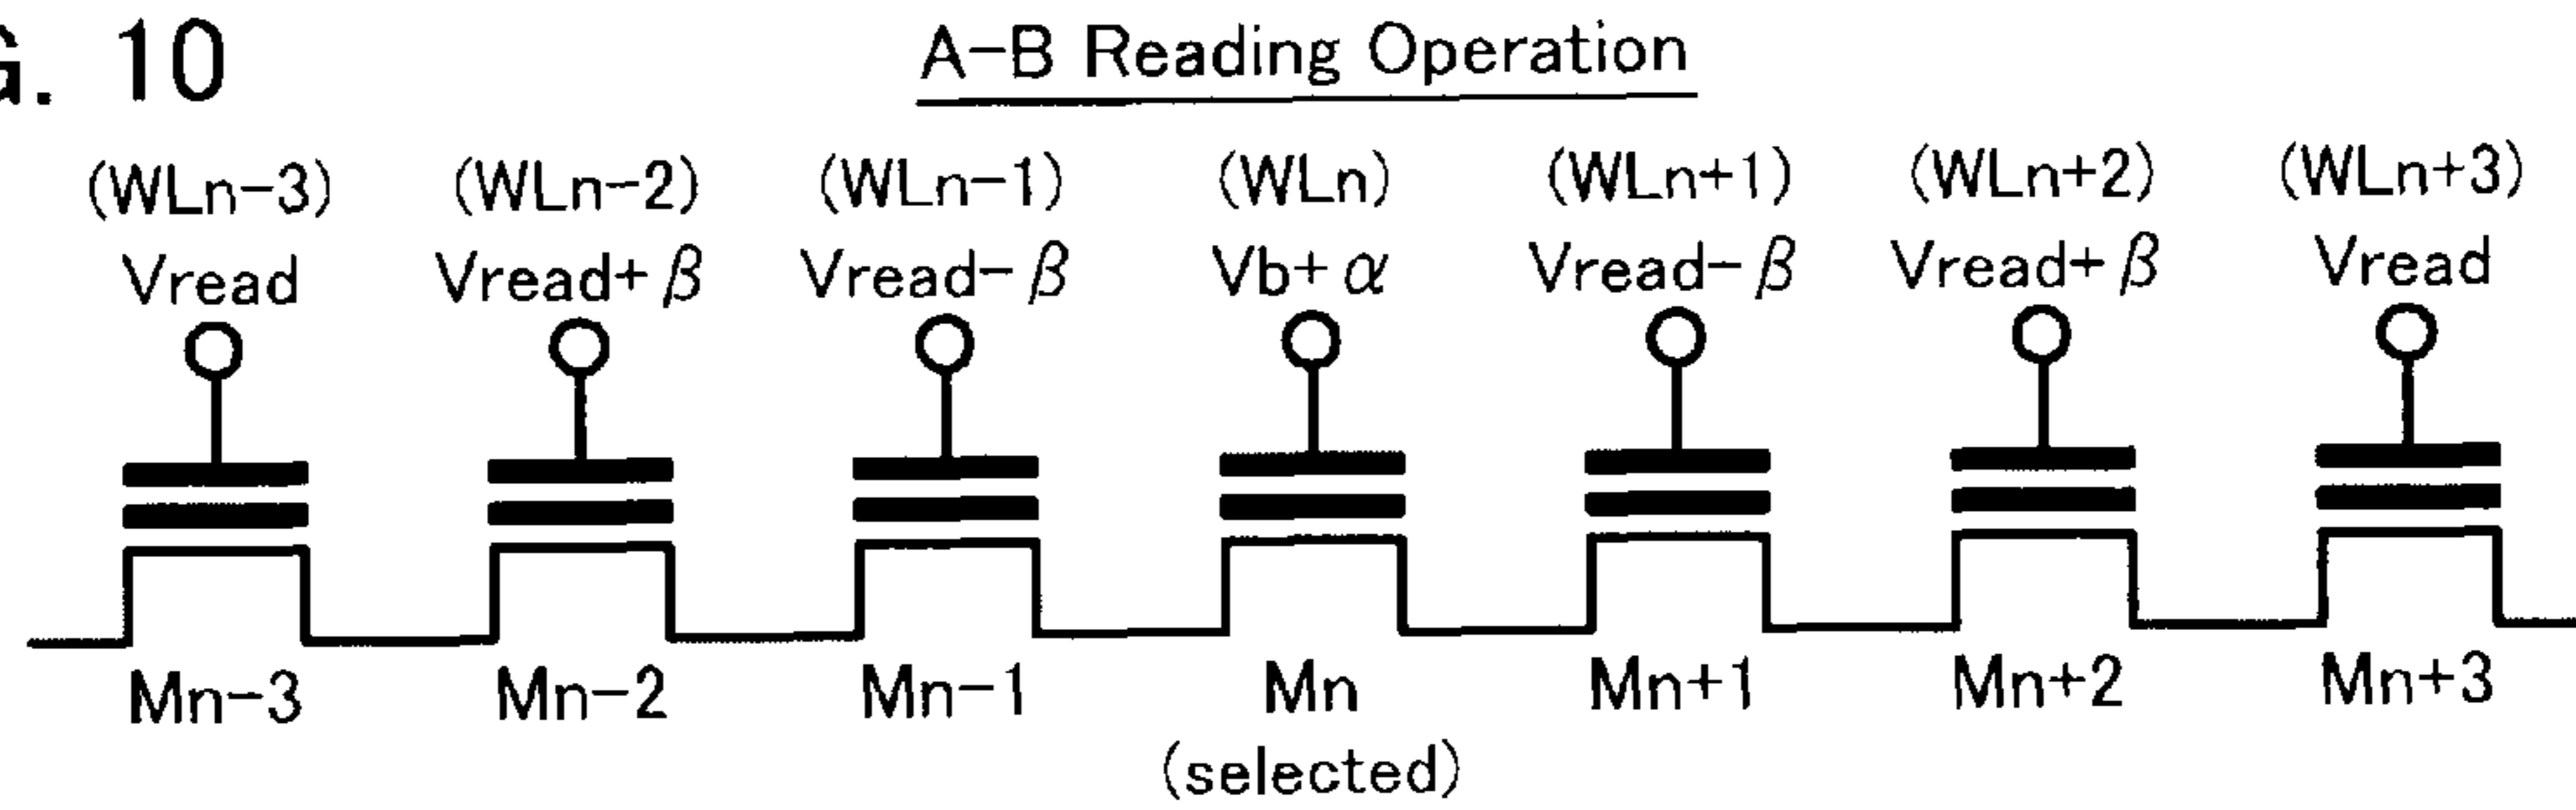 G. 10
A-B Reading Operation
(WLn-3) (WLn-2) (WLn-1) (WLn) (WLn+1) (WLn+2) (WLn+3)
Vread Vread+β Vread-β Vb+α Vread-β Vread+β Vread
Mn-3 Mn-2 Mn-1 Mn Mn+1 Mn+2 Mn+3
(selected)